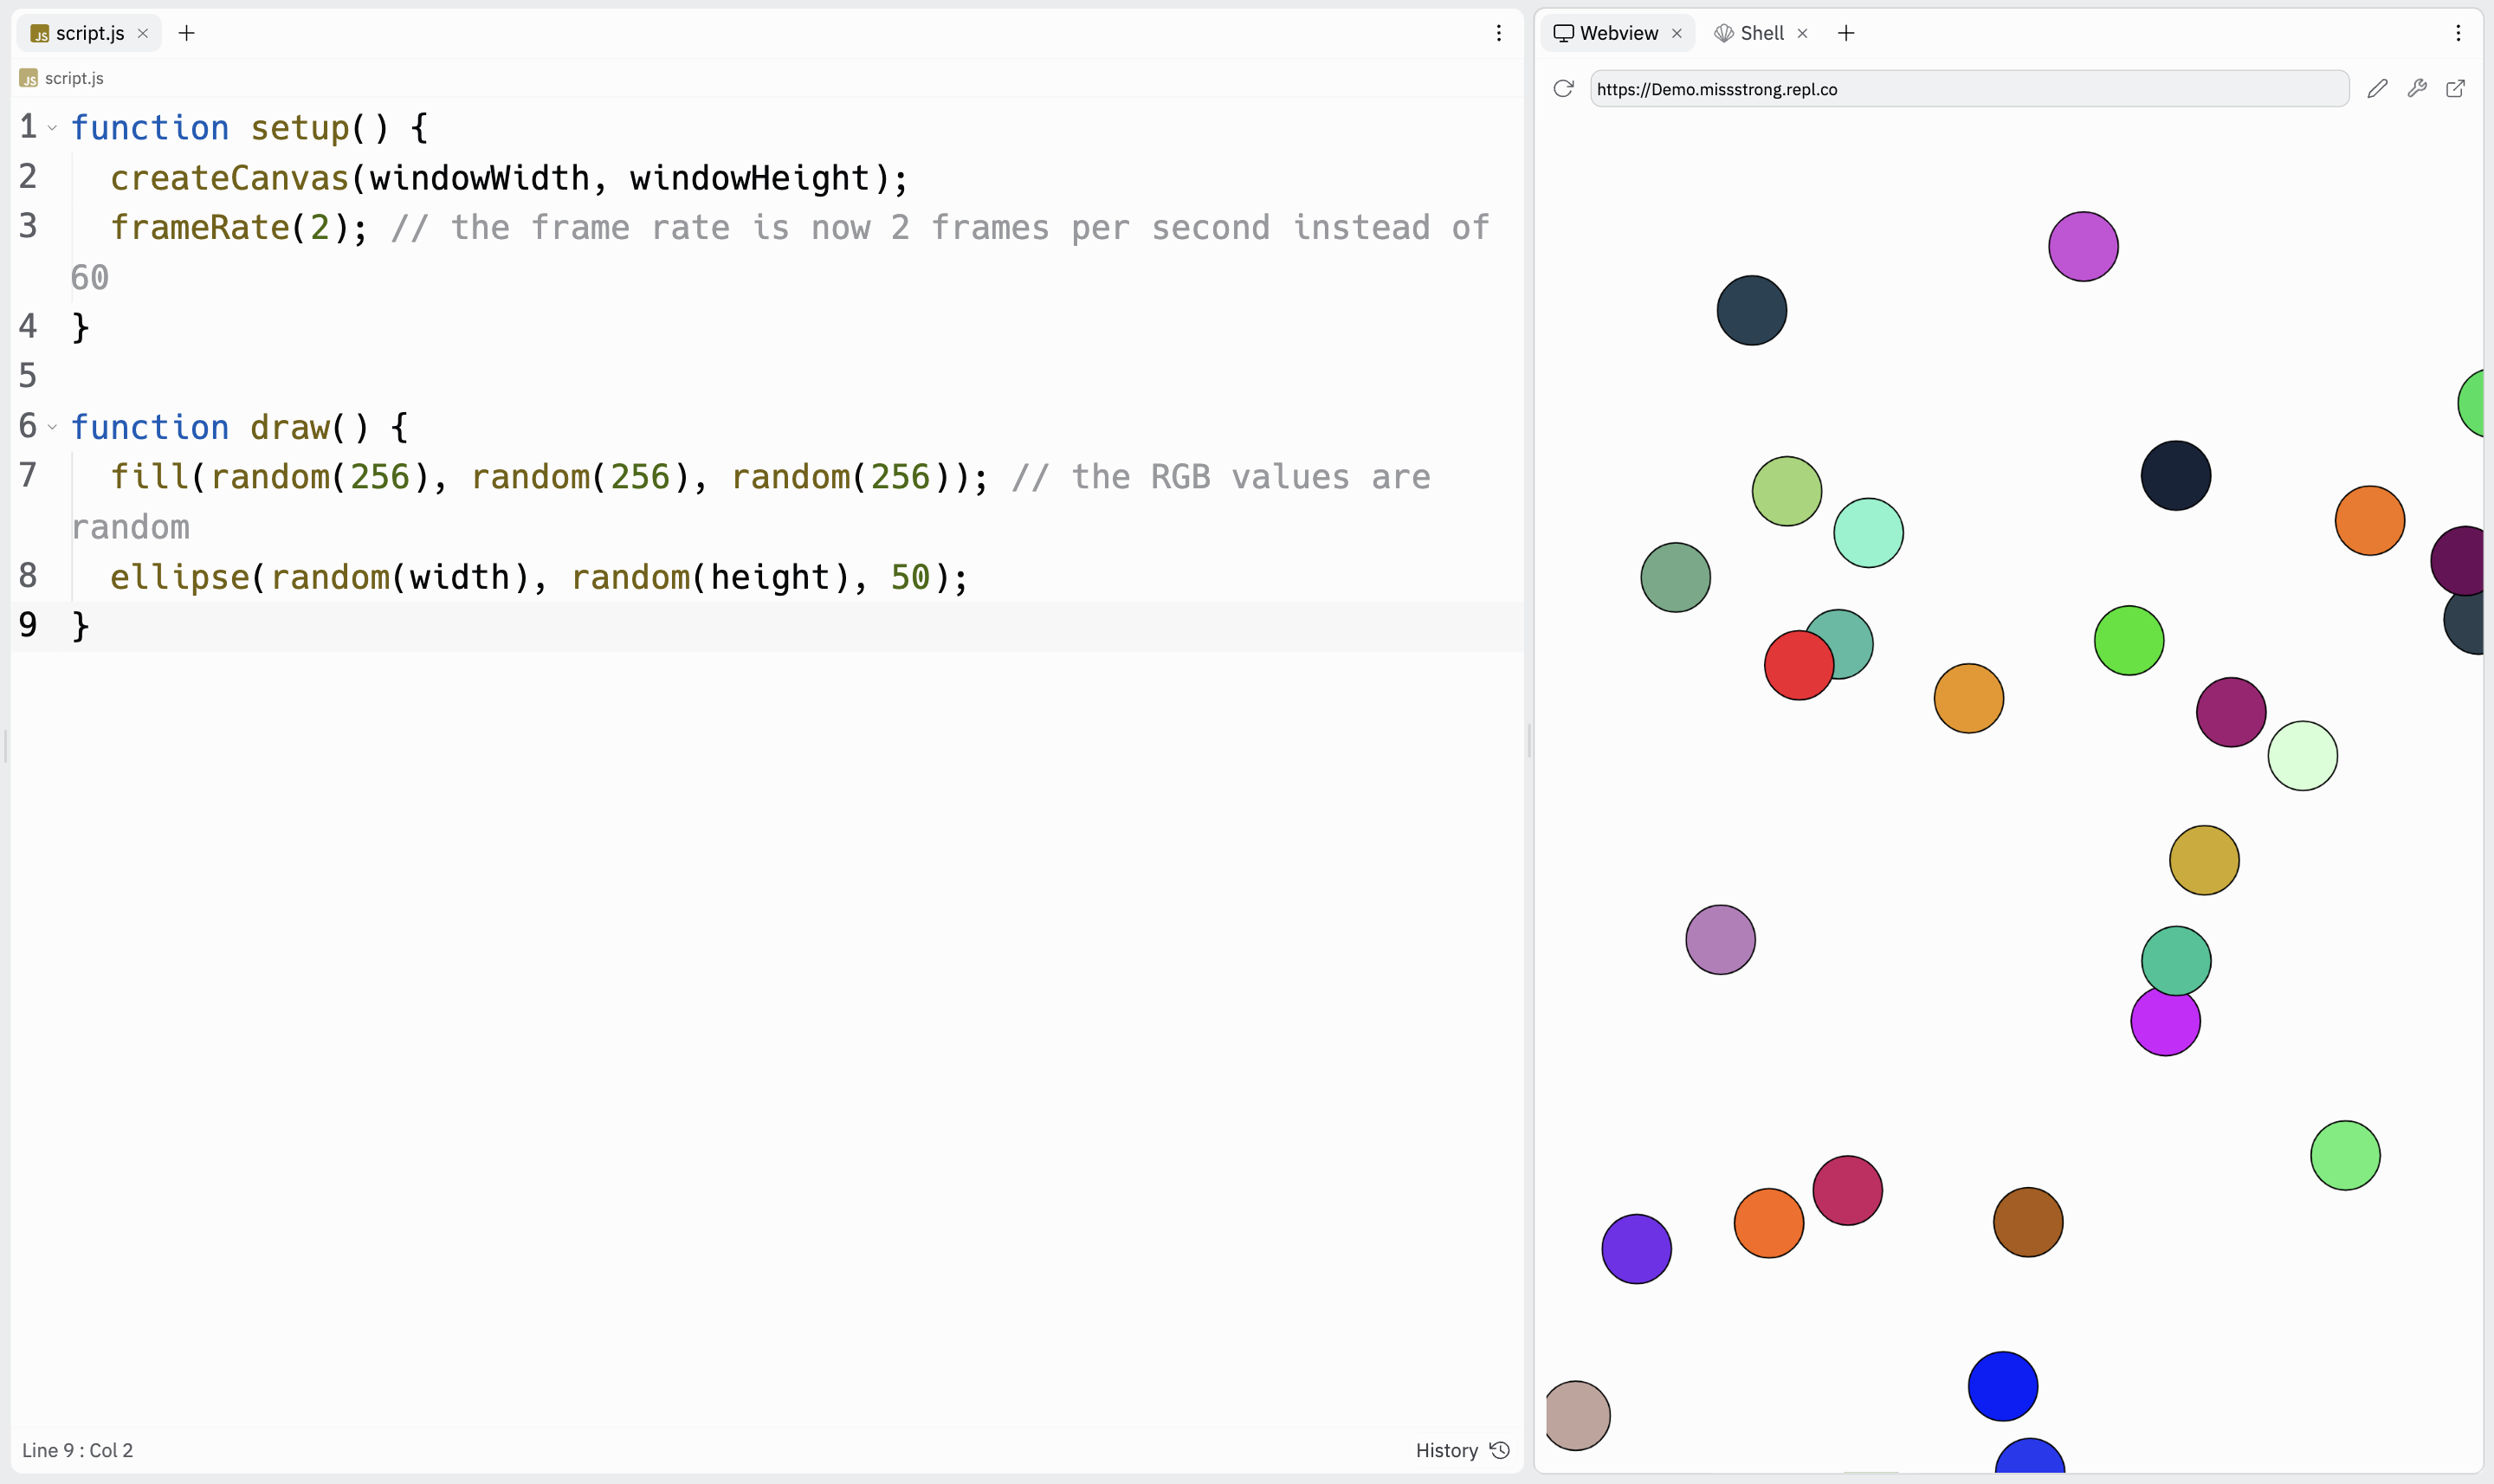 script.js
script.js
1 function setup() {
2   createCanvas(windowWidth, windowHeight);
3   frameRate(2); // the frame rate is now 2 frames per second instead of
60
4 }
5
6 function draw() {
7   fill(random(256), random(256), random(256)); // the RGB values are
random
8   ellipse(random(width), random(height), 50);
9 }
Line 9 : Col 2
History
Webview
Shell
https://Demo.missstrong.repl.co